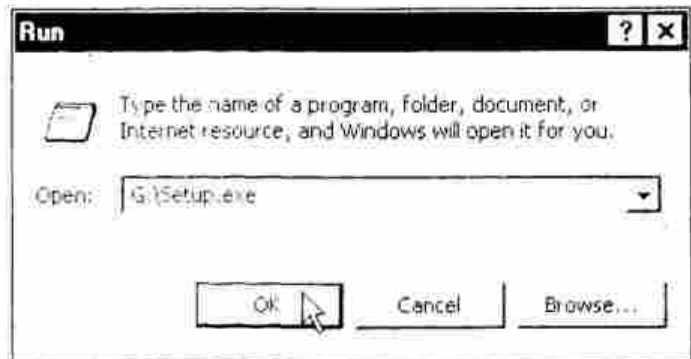 Run
Type the name of a program, folder, document, or
Internet resource, and Windows will open it for you.
Open: G:\Setup.exe
OK Cancel Browse...